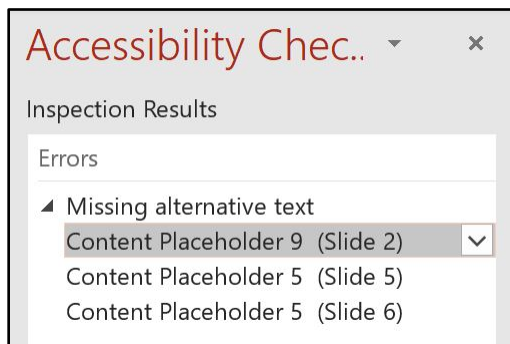 Accessibility Chec..
Inspection Results
Errors
Missing alternative text
Content Placeholder 9 (Slide 2)
Content Placeholder 5 (Slide 5)
Content Placeholder 5 (Slide 6)